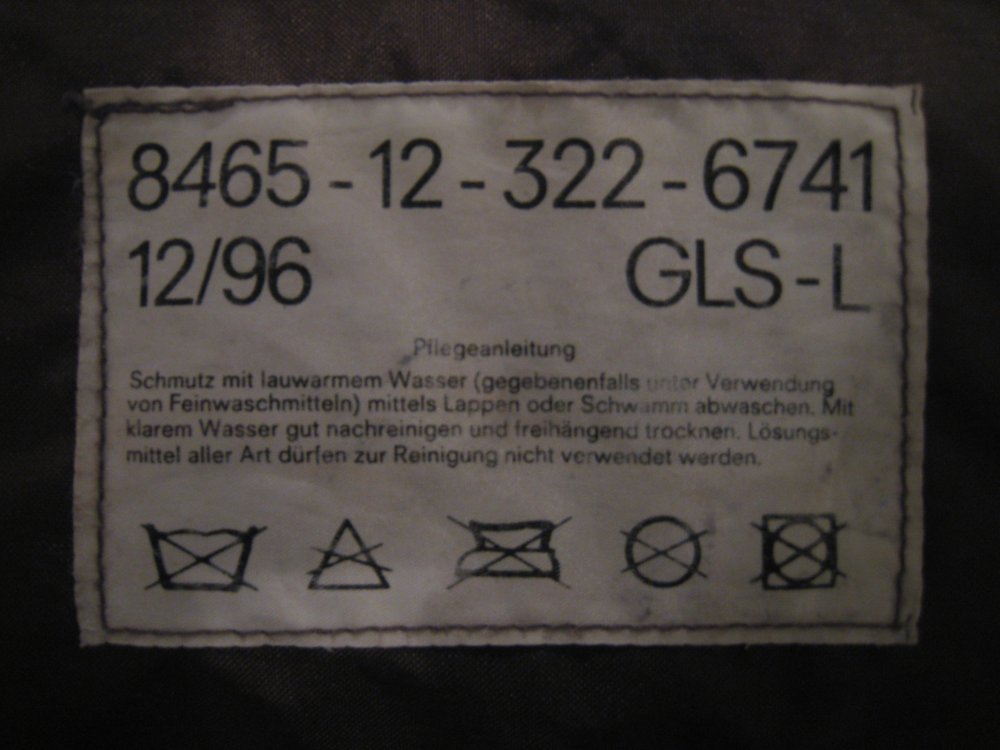 8465-12-322-6741
12/96 GLS-L
Pflegeanleitung
Schmutz mit lauwarmem Wasser (gegebenenfalls unter Verwendung
von Feinwaschmitteln) mittels Lappen oder Schwamm abwaschen. Mit
klarem Wasser gut nachreinigen und freihängend trocknen. Lösungs-
mittel aller Art dürfen zur Reinigung nicht verwendet werden.